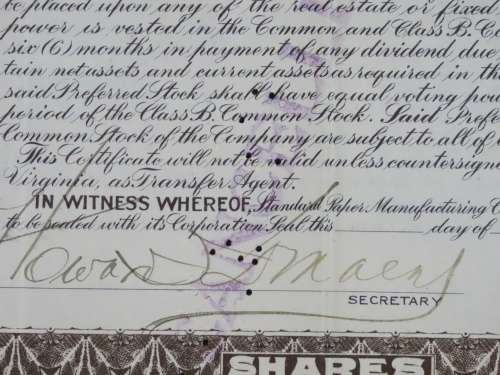 be placed upon any of the real estate or fixed
power is vested in the Common and Class B. Co
six (6) months in payment of any dividend due
tain net assets and current assets as required in th
said Preferred Stock shall have equal voting pow
period of the Class B. Common Stock. Said Prefe
Common Stock of the Company are subject to all of
This Certificate will not be valid unless countersign
Virginia, as Transfer Agent.
IN WITNESS WHEREOF, Standard Paper Manufacturing C
to be sealed with its Corporation Seal this day of
SECRETARY
SHARES